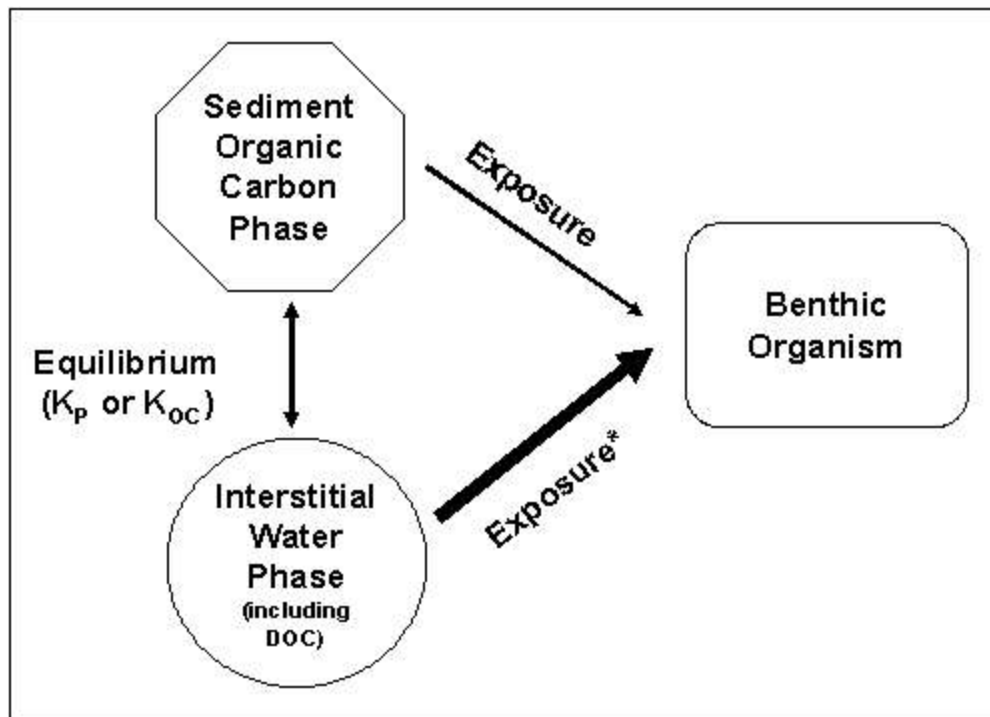 Sediment
Organic
Carbon
Phase
Exposure
Benthic
Organism
Equilibrium
(KP or KOC)
Interstitial
Water
Phase
(including
DOC)
Exposure*